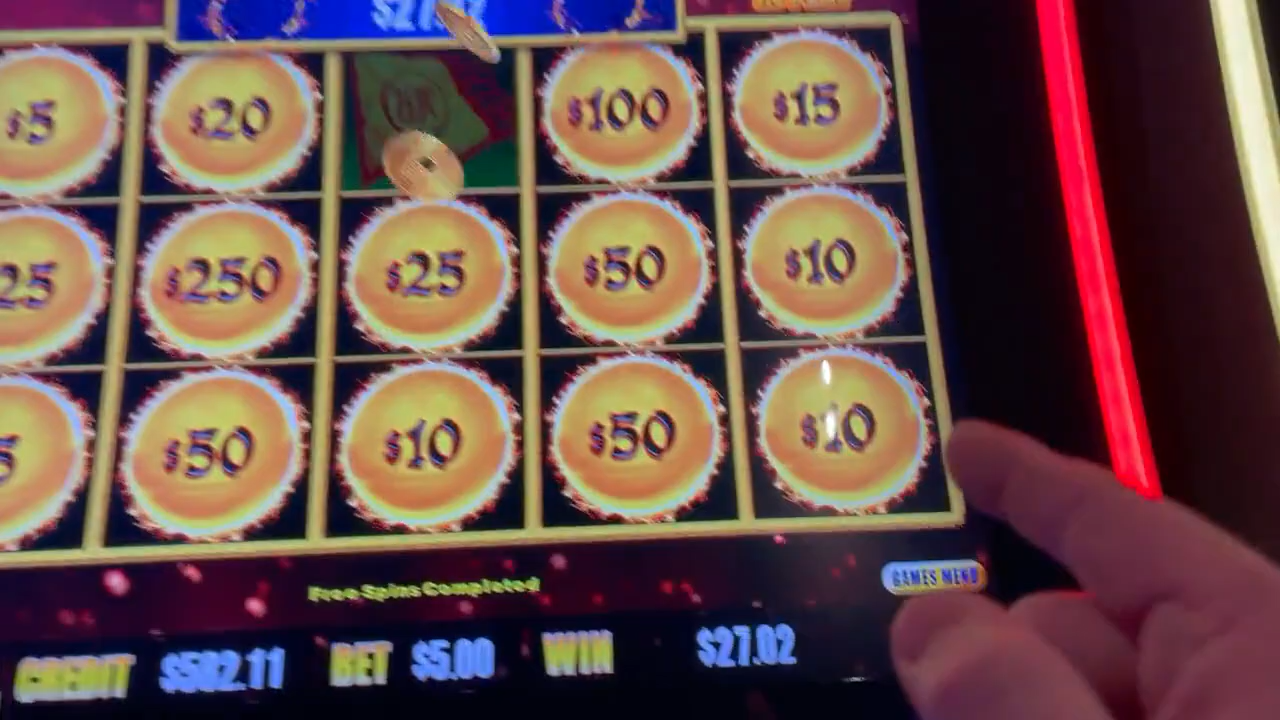 $5 $20 $100 $15
25 $250 $25 $50 $10
5 $50 $10 $50 $10
Free Spins Completed
GAMES MENU
CREDIT $582.11 BET $5.00 WIN $27.02